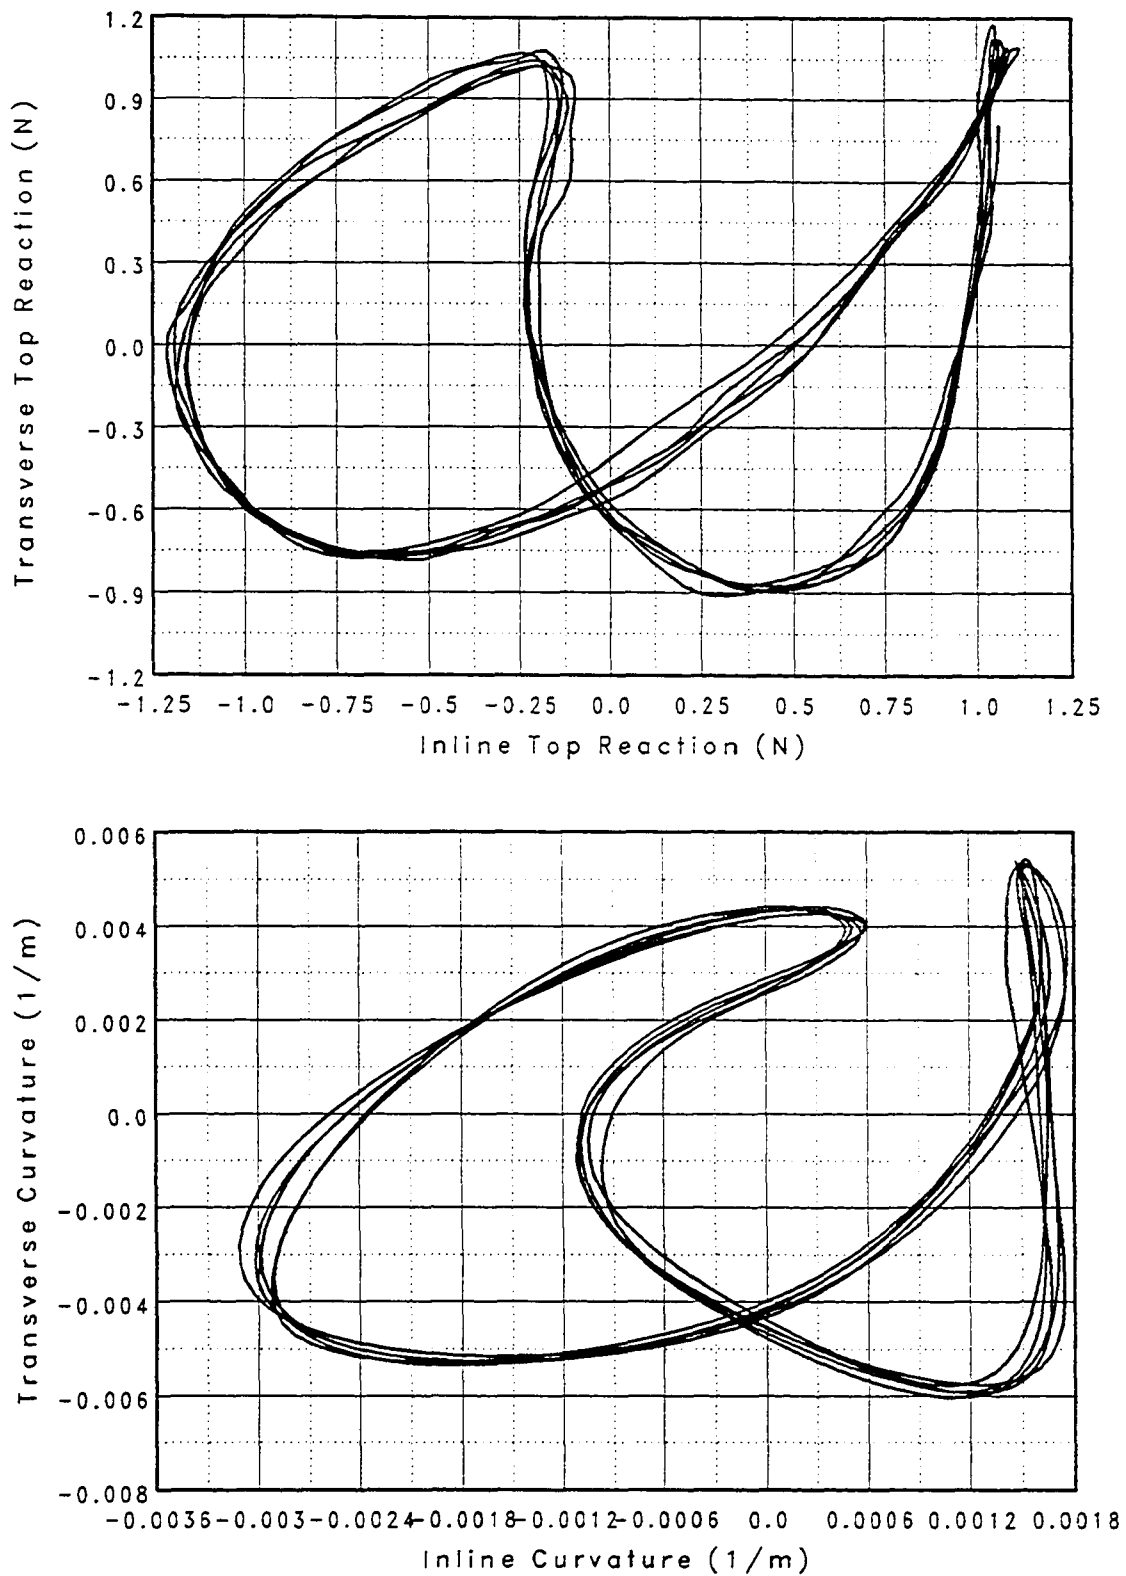 1.2
0.9
0.6
0.3
0.0
-0.3
-0.6
-0.9
-1.2
Transverse Top Reaction (N)
-1.25 -1.0 -0.75 -0.5 -0.25 0.0 0.25 0.5 0.75 1.0 1.25
Inline Top Reaction (N)
0.006
0.004
0.002
0.0
-0.002
-0.004
-0.006
-0.008
Transverse Curvature (1/m)
-0.0036 -0.003 -0.0024 -0.0018 -0.0012 -0.0006 0.0 0.0006 0.0012 0.0018
Inline Curvature (1/m)